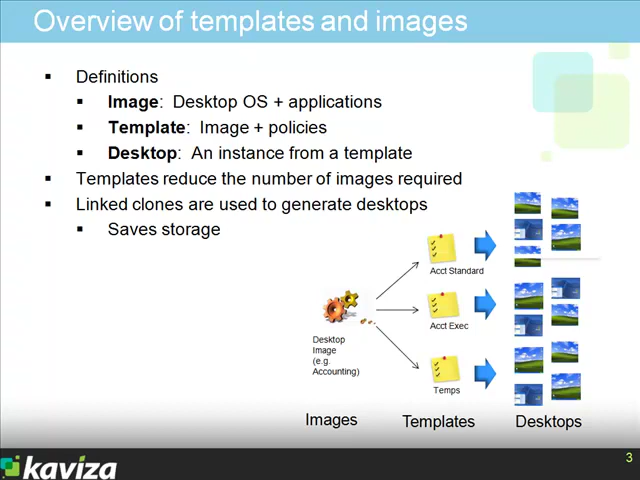 Overview of templates and images
▪ Definitions
▪ Image: Desktop OS + applications
▪ Template: Image + policies
▪ Desktop: An instance from a template
▪ Templates reduce the number of images required
▪ Linked clones are used to generate desktops
▪ Saves storage
Acct Standard
Acct Exec
Temps
Desktop
Image
(e.g.
Accounting)
Images Templates Desktops
3
kaviza